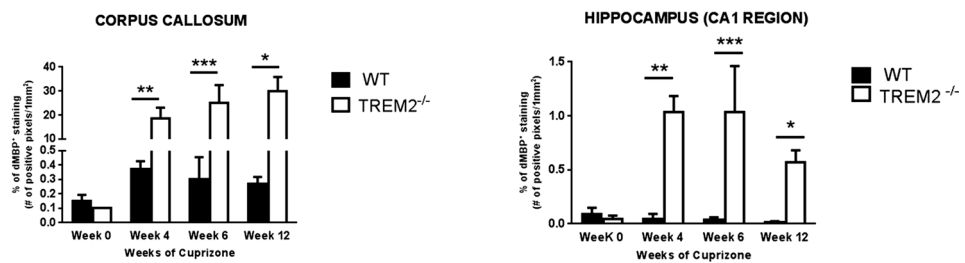 CORPUS CALLOSUM
% of dMBP⁺ staining
(# of positive pixels/1mm²)
40
30
20
10
0.5
0.4
0.3
0.2
0.1
0.0
**
***
*
WT
TREM2⁻/⁻
Week 0 Week 4 Week 6 Week 12
Weeks of Cuprizone
HIPPOCAMPUS (CA1 REGION)
% of dMBP⁺ staining
(# of positive pixels/1mm²)
1.5
1.0
0.5
0.0
**
***
*
WT
TREM2⁻/⁻
WeeK 0 Week 4 Week 6 Week 12
Weeks of Cuprizone